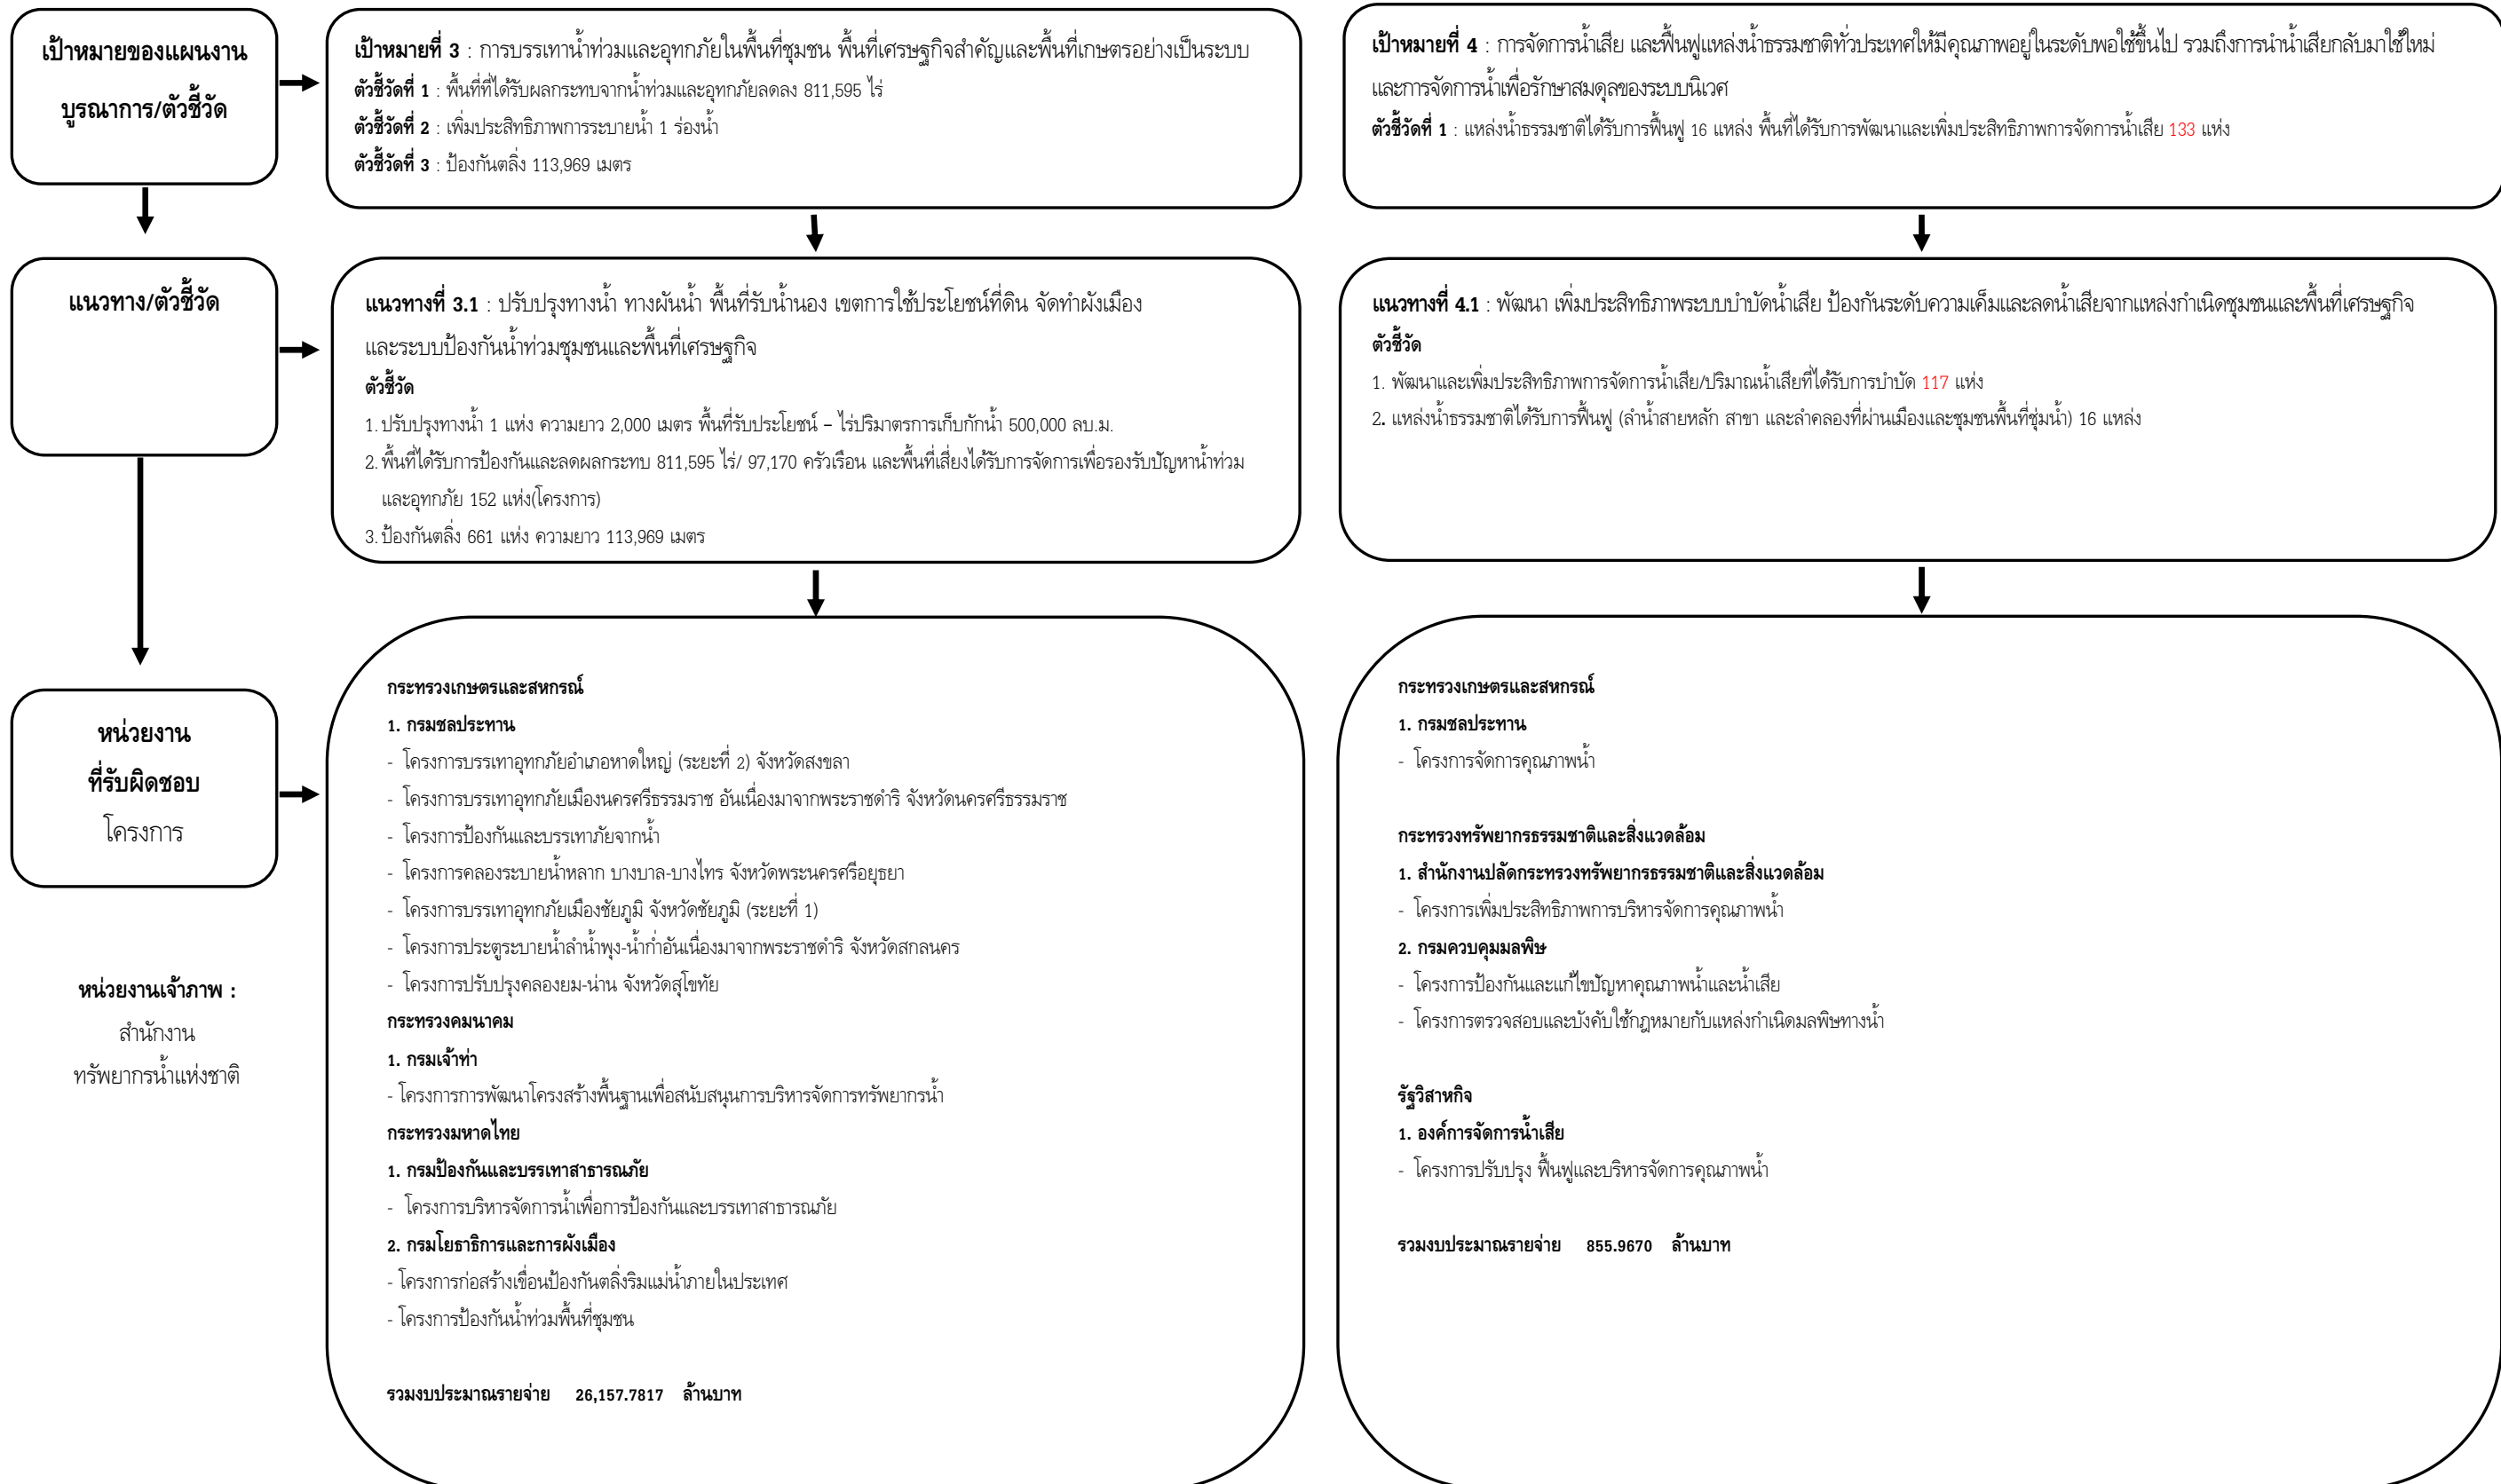 เป้าหมายของแผนงาน
บูรณาการ/ตัวชี้วัด
เป้าหมายที่ 3 : การบรรเทาน้ำท่วมและอุทกภัยในพื้นที่ชุมชน พื้นที่เศรษฐกิจสำคัญและพื้นที่เกษตรอย่างเป็นระบบ
ตัวชี้วัดที่ 1 : พื้นที่ที่ได้รับผลกระทบจากน้ำท่วมและอุทกภัยลดลง 811,595 ไร่
ตัวชี้วัดที่ 2 : เพิ่มประสิทธิภาพการระบายน้ำ 1 ร่องน้ำ
ตัวชี้วัดที่ 3 : ป้องกันตลิ่ง 113,969 เมตร
เป้าหมายที่ 4 : การจัดการน้ำเสีย และฟื้นฟูแหล่งน้ำธรรมชาติทั่วประเทศให้มีคุณภาพอยู่ในระดับพอใช้ขึ้นไป รวมถึงการนำน้ำเสียกลับมาใช้ใหม่
และการจัดการน้ำเพื่อรักษาสมดุลของระบบนิเวศ
ตัวชี้วัดที่ 1 : แหล่งน้ำธรรมชาติได้รับการฟื้นฟู 16 แหล่ง พื้นที่ได้รับการพัฒนาและเพิ่มประสิทธิภาพการจัดการน้ำเสีย 133 แห่ง
แนวทาง/ตัวชี้วัด
แนวทางที่ 3.1 : ปรับปรุงทางน้ำ ทางผันน้ำ พื้นที่รับน้ำนอง เขตการใช้ประโยชน์ที่ดิน จัดทำผังเมือง
และระบบป้องกันน้ำท่วมชุมชนและพื้นที่เศรษฐกิจ
ตัวชี้วัด
1. ปรับปรุงทางน้ำ 1 แห่ง ความยาว 2,000 เมตร พื้นที่รับประโยชน์ – ไร่ปริมาตรการเก็บกักน้ำ 500,000 ลบ.ม.
2. พื้นที่ได้รับการป้องกันและลดผลกระทบ 811,595 ไร่/ 97,170 ครัวเรือน และพื้นที่เสี่ยงได้รับการจัดการเพื่อรองรับปัญหาน้ำท่วม
และอุทกภัย 152 แห่ง(โครงการ)
3. ป้องกันตลิ่ง 661 แห่ง ความยาว 113,969 เมตร
แนวทางที่ 4.1 : พัฒนา เพิ่มประสิทธิภาพระบบบำบัดน้ำเสีย ป้องกันระดับความเค็มและลดน้ำเสียจากแหล่งกำเนิดชุมชนและพื้นที่เศรษฐกิจ
ตัวชี้วัด
1. พัฒนาและเพิ่มประสิทธิภาพการจัดการน้ำเสีย/ปริมาณน้ำเสียที่ได้รับการบำบัด 117 แห่ง
2. แหล่งน้ำธรรมชาติได้รับการฟื้นฟู (ลำน้ำสายหลัก สาขา และลำคลองที่ผ่านเมืองและชุมชนพื้นที่ชุ่มน้ำ) 16 แหล่ง
หน่วยงาน
ที่รับผิดชอบ
โครงการ
หน่วยงานเจ้าภาพ :
สำนักงาน
ทรัพยากรน้ำแห่งชาติ
กระทรวงเกษตรและสหกรณ์
1. กรมชลประทาน
- โครงการบรรเทาอุทกภัยอำเภอหาดใหญ่ (ระยะที่ 2) จังหวัดสงขลา
- โครงการบรรเทาอุทกภัยเมืองนครศรีธรรมราช อันเนื่องมาจากพระราชดำริ จังหวัดนครศรีธรรมราช
- โครงการป้องกันและบรรเทาภัยจากน้ำ
- โครงการคลองระบายน้ำหลาก บางบาล-บางไทร จังหวัดพระนครศรีอยุธยา
- โครงการบรรเทาอุทกภัยเมืองชัยภูมิ จังหวัดชัยภูมิ (ระยะที่ 1)
- โครงการประตูระบายน้ำลำน้ำพุง-น้ำก่ำอันเนื่องมาจากพระราชดำริ จังหวัดสกลนคร
- โครงการปรับปรุงคลองยม-น่าน จังหวัดสุโขทัย
กระทรวงคมนาคม
1. กรมเจ้าท่า
- โครงการการพัฒนาโครงสร้างพื้นฐานเพื่อสนับสนุนการบริหารจัดการทรัพยากรน้ำ
กระทรวงมหาดไทย
1. กรมป้องกันและบรรเทาสาธารณภัย
- โครงการบริหารจัดการน้ำเพื่อการป้องกันและบรรเทาสาธารณภัย
2. กรมโยธาธิการและการผังเมือง
- โครงการก่อสร้างเขื่อนป้องกันตลิ่งริมแม่น้ำภายในประเทศ
- โครงการป้องกันน้ำท่วมพื้นที่ชุมชน
รวมงบประมาณรายจ่าย 26,157.7817 ล้านบาท
กระทรวงเกษตรและสหกรณ์
1. กรมชลประทาน
- โครงการจัดการคุณภาพน้ำ
กระทรวงทรัพยากรธรรมชาติและสิ่งแวดล้อม
1. สำนักงานปลัดกระทรวงทรัพยากรธรรมชาติและสิ่งแวดล้อม
- โครงการเพิ่มประสิทธิภาพการบริหารจัดการคุณภาพน้ำ
2. กรมควบคุมมลพิษ
- โครงการป้องกันและแก้ไขปัญหาคุณภาพน้ำและน้ำเสีย
- โครงการตรวจสอบและบังคับใช้กฎหมายกับแหล่งกำเนิดมลพิษทางน้ำ
รัฐวิสาหกิจ
1. องค์การจัดการน้ำเสีย
- โครงการปรับปรุง ฟื้นฟูและบริหารจัดการคุณภาพน้ำ
รวมงบประมาณรายจ่าย 855.9670 ล้านบาท